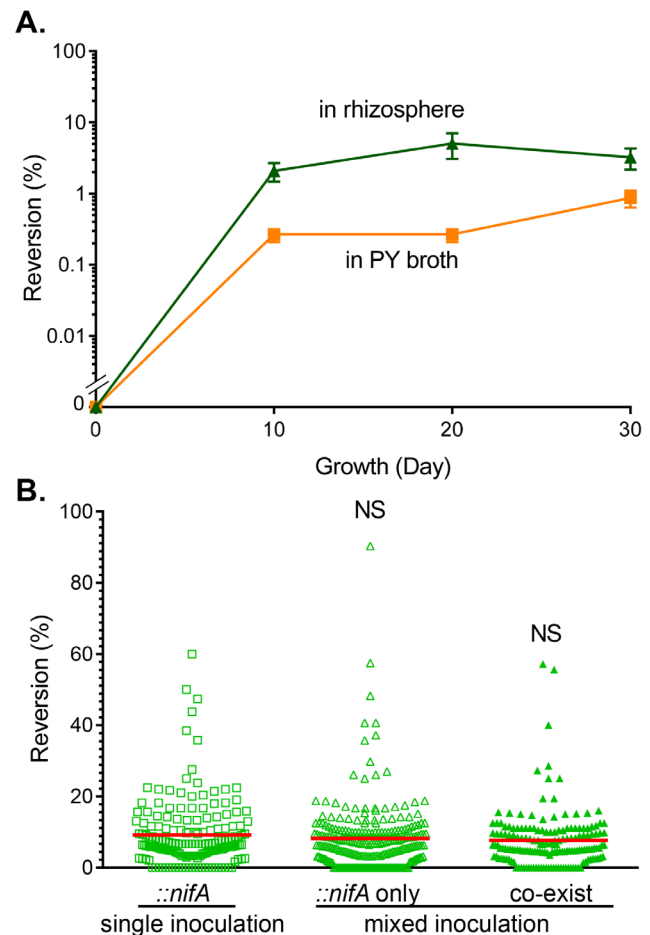 A.
100
10
1
0.1
0.01
0
Reversion (%)
in rhizosphere
in PY broth
0 10 20 30
Growth (Day)
B.
100
80
60
40
20
0
Reversion (%)
NS
NS
::nifA ::nifA only co-exist
single inoculation mixed inoculation